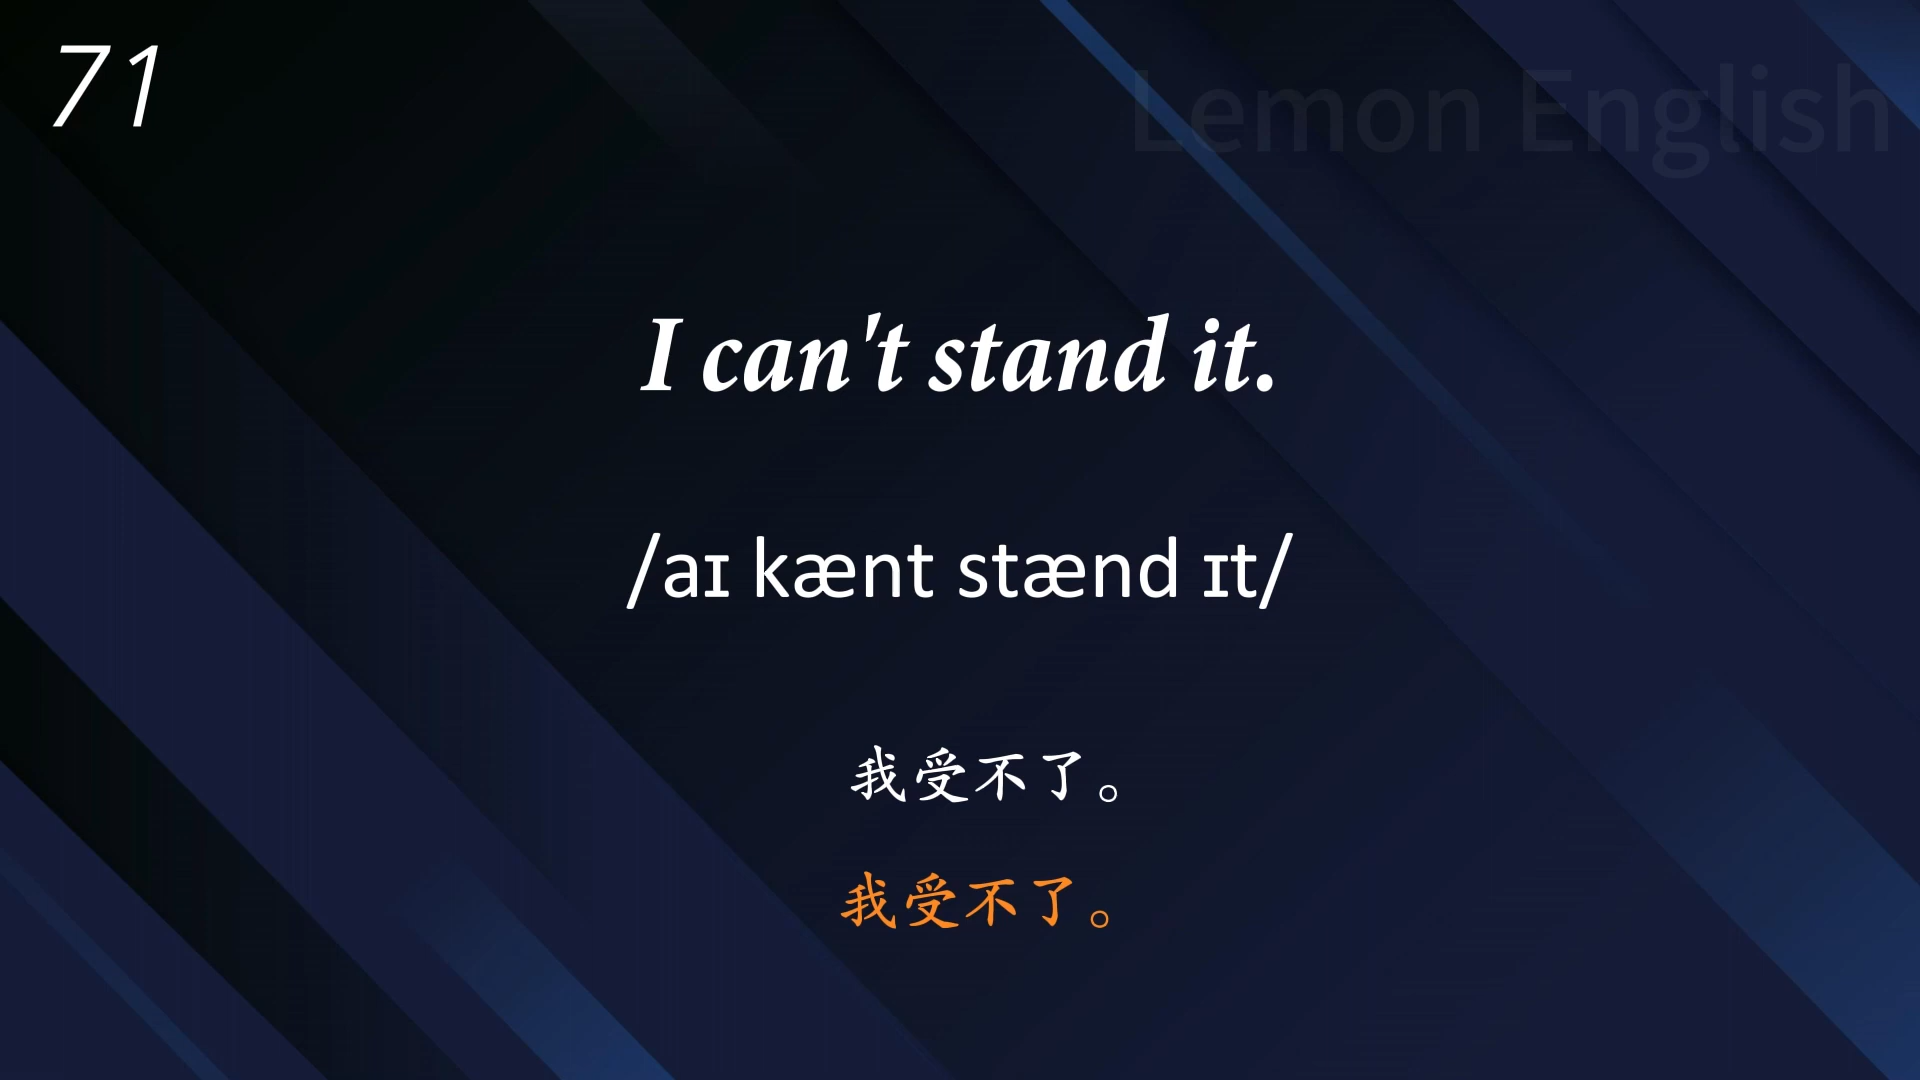 71
Lemon English
I can't stand it.
/aɪ kænt stænd ɪt/
我受不了。
我受不了。